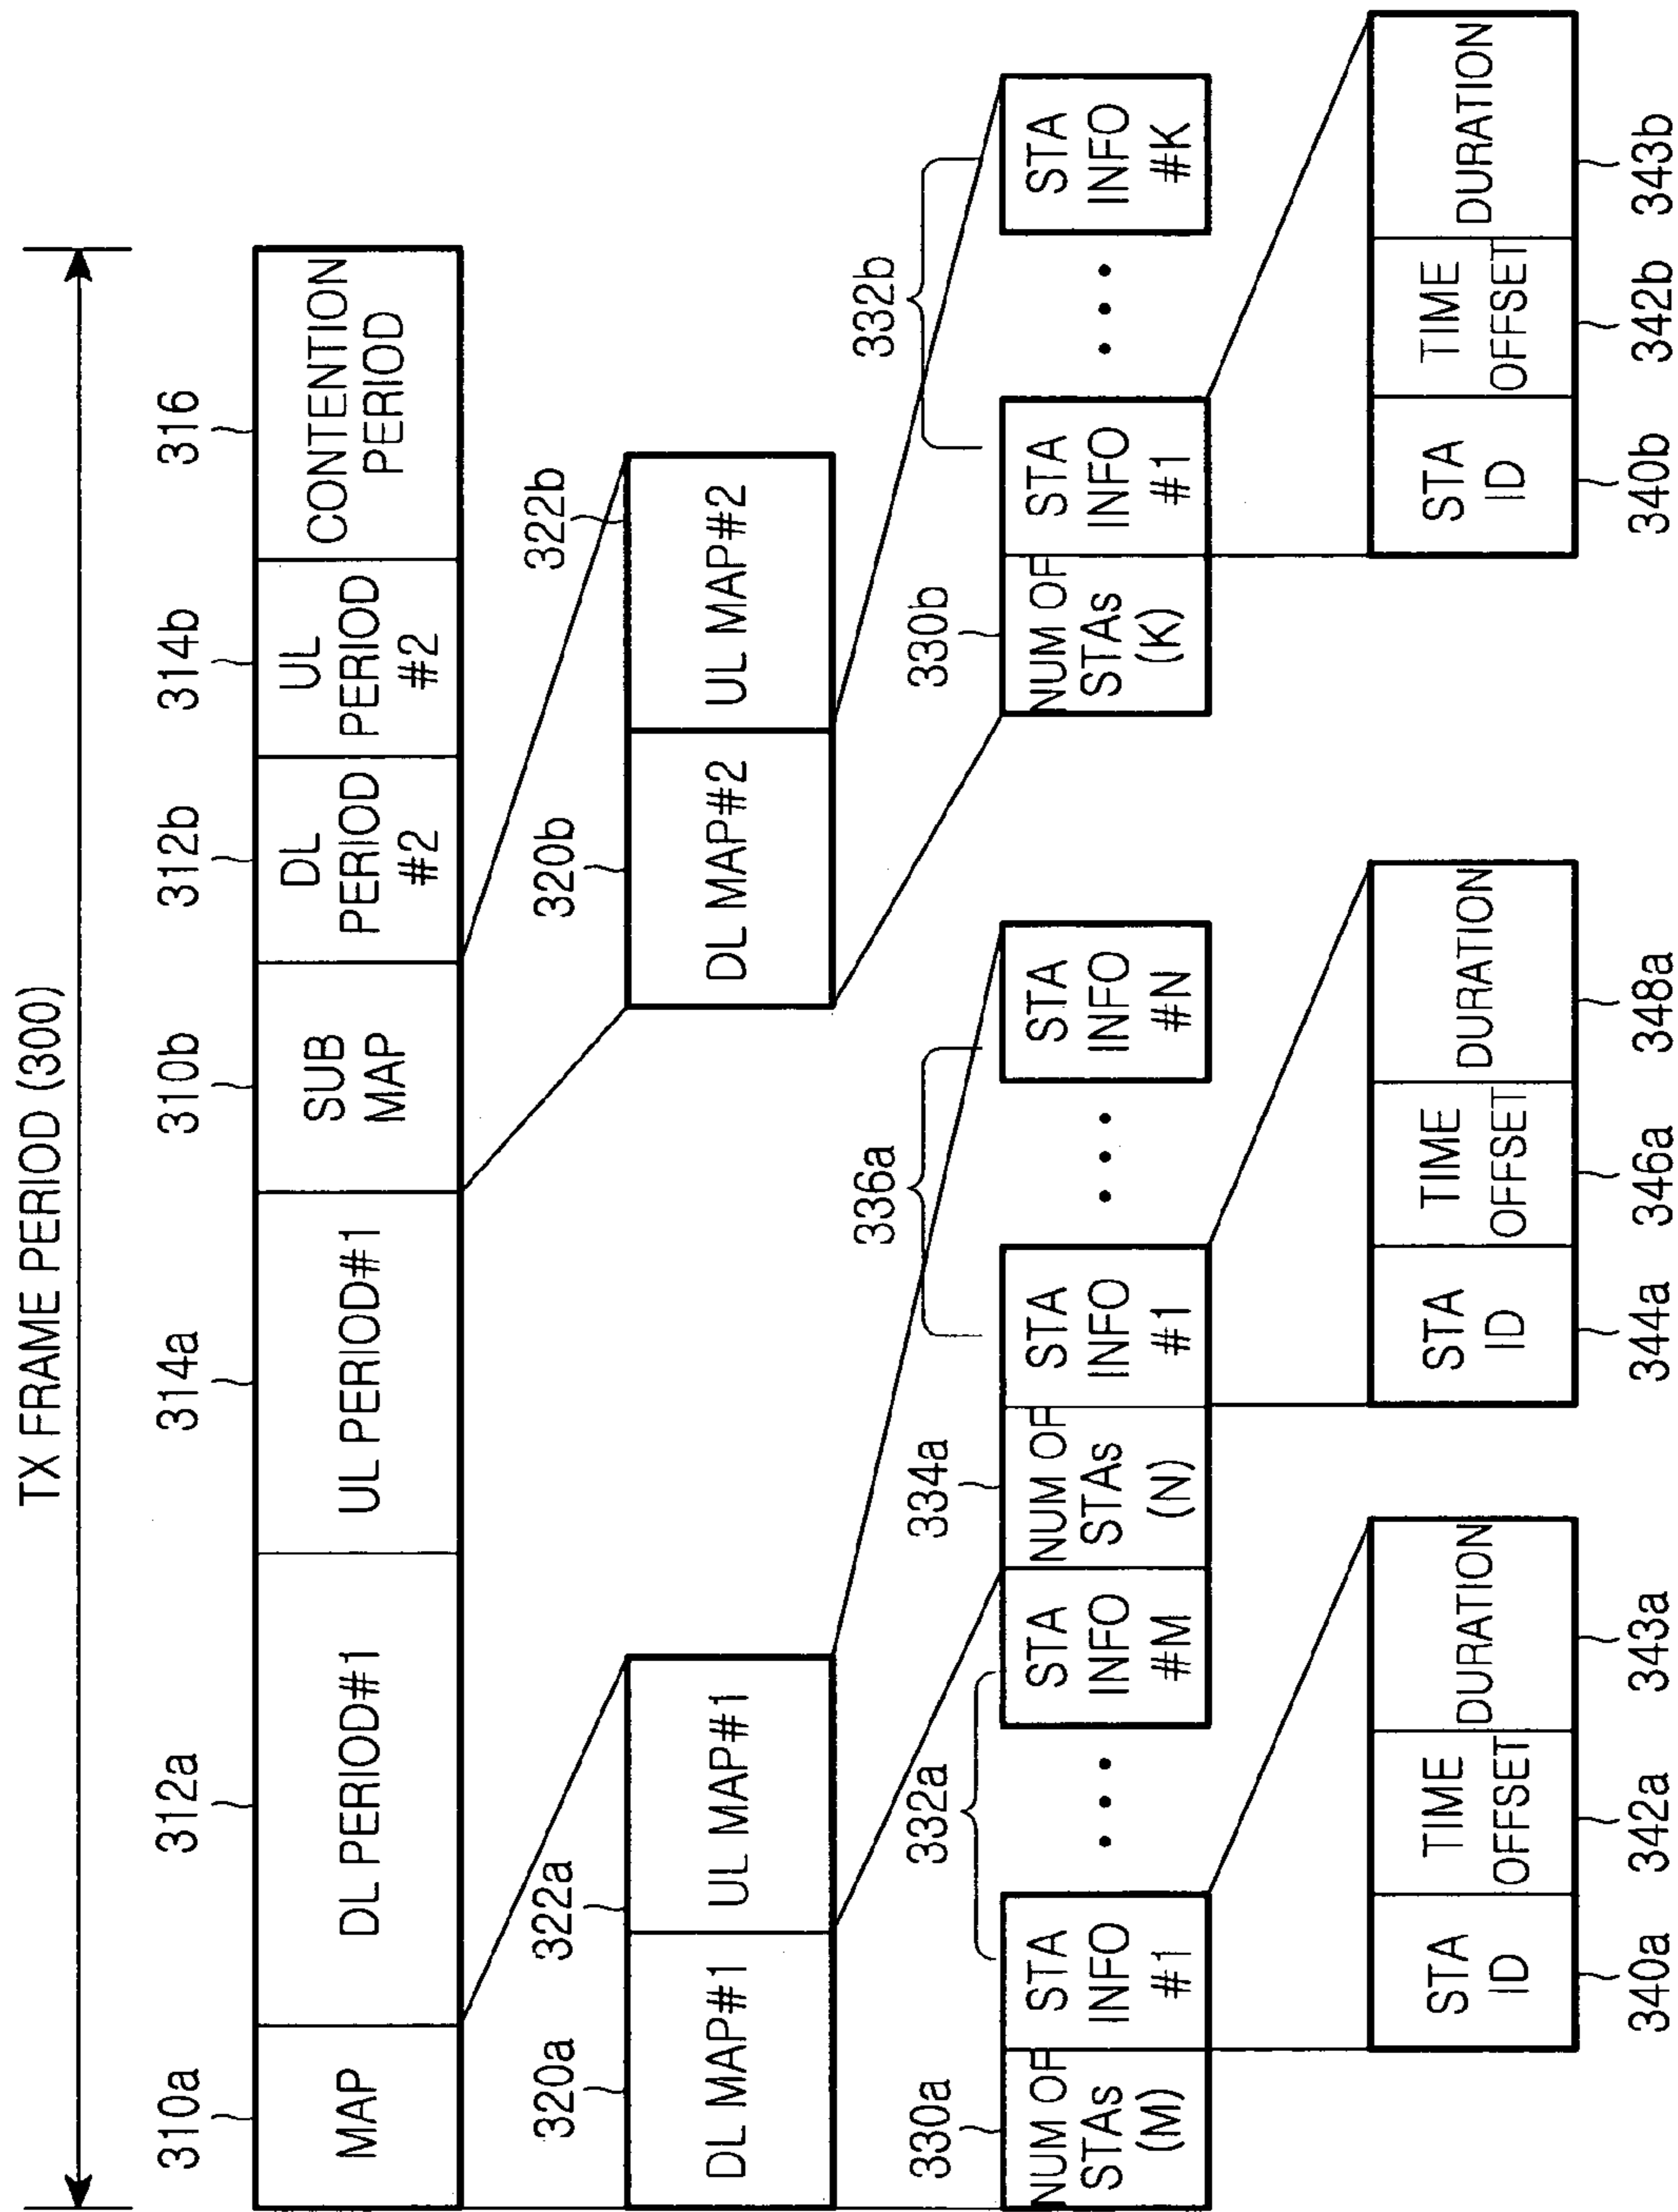 TX FRAME PERIOD (300)
310a
312a
314a
310b
312b
314b
316
MAP
DL PERIOD#1
UL PERIOD#1
SUB
MAP
DL
PERIOD
#2
UL
PERIOD
#2
CONTENTION
PERIOD
320a
322a
320b
322b
DL MAP#1
UL MAP#1
DL MAP#2
UL MAP#2
330a
332a
334a
336a
330b
332b
NUM OF
STAs
(M)
STA
INFO
#1
• • •
STA
INFO
#M
NUM OF
STAs
(N)
STA
INFO
#1
• • •
STA
INFO
#N
NUM OF
STAs
(K)
STA
INFO
#1
• • •
STA
INFO
#K
STA
ID
TIME
OFFSET
DURATION
STA
ID
TIME
OFFSET
DURATION
STA
ID
TIME
OFFSET
DURATION
340a
342a
343a
344a
346a
348a
340b
342b
343b